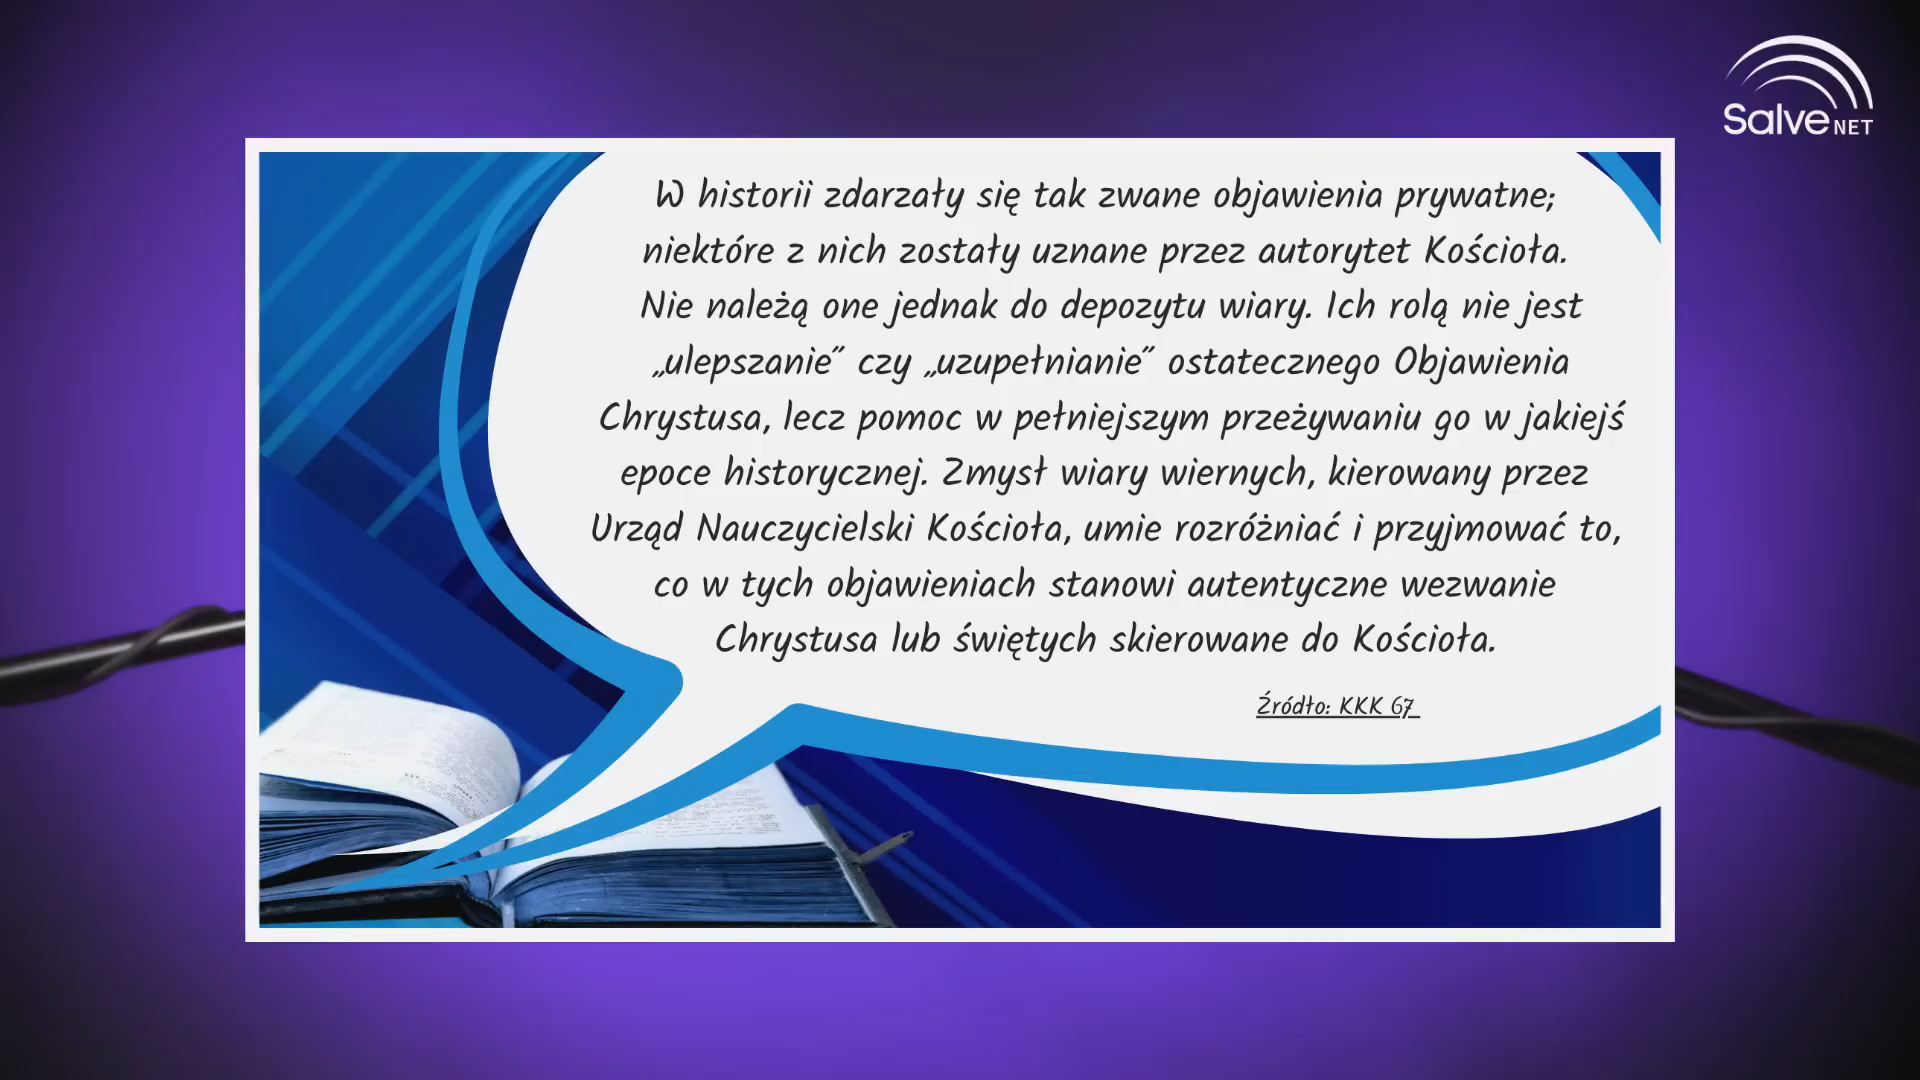 Salve NET
W historii zdarzały się tak zwane objawienia prywatne;
niektóre z nich zostały uznane przez autorytet Kościoła.
Nie należą one jednak do depozytu wiary. Ich rolą nie jest
„ulepszanie” czy „uzupełnianie” ostatecznego Objawienia
Chrystusa, lecz pomoc w pełniejszym przeżywaniu go w jakiejś
epoce historycznej. Zmysł wiary wiernych, kierowany przez
Urząd Nauczycielski Kościoła, umie rozróżniać i przyjmować to,
co w tych objawieniach stanowi autentyczne wezwanie
Chrystusa lub świętych skierowane do Kościoła.
Źródło: KKK 67